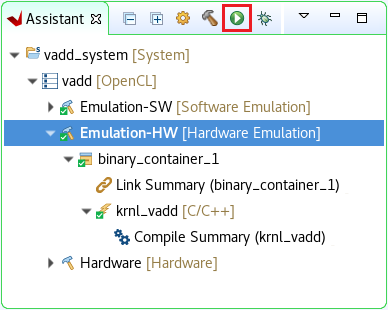 Assistant
vadd_system [System]
vadd [OpenCL]
Emulation-SW [Software Emulation]
Emulation-HW [Hardware Emulation]
binary_container_1
Link Summary (binary_container_1)
krnl_vadd [C/C++]
Compile Summary (krnl_vadd)
Hardware [Hardware]